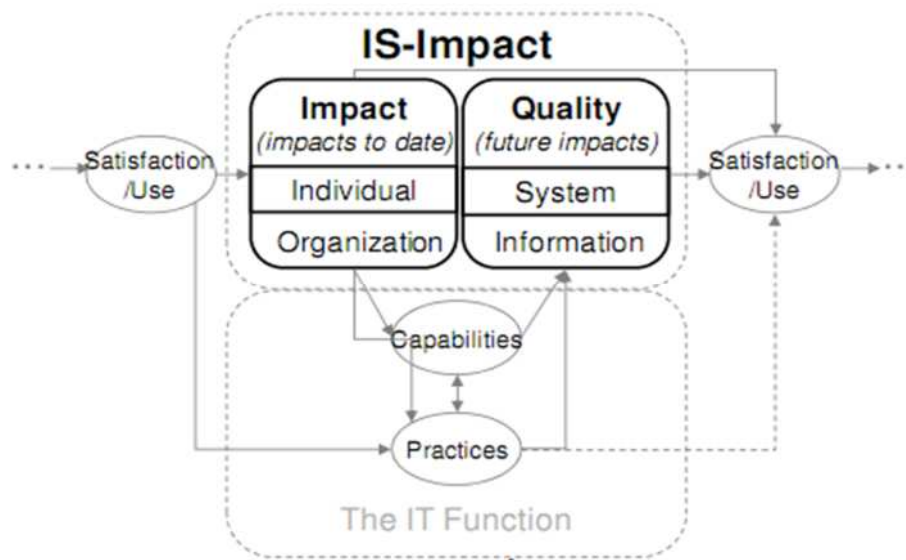 IS-Impact
Impact
(impacts to date)
Individual
Organization
Quality
(future impacts)
System
Information
...
Satisfaction
/Use
Satisfaction
/Use
...
Capabilities
Practices
The IT Function